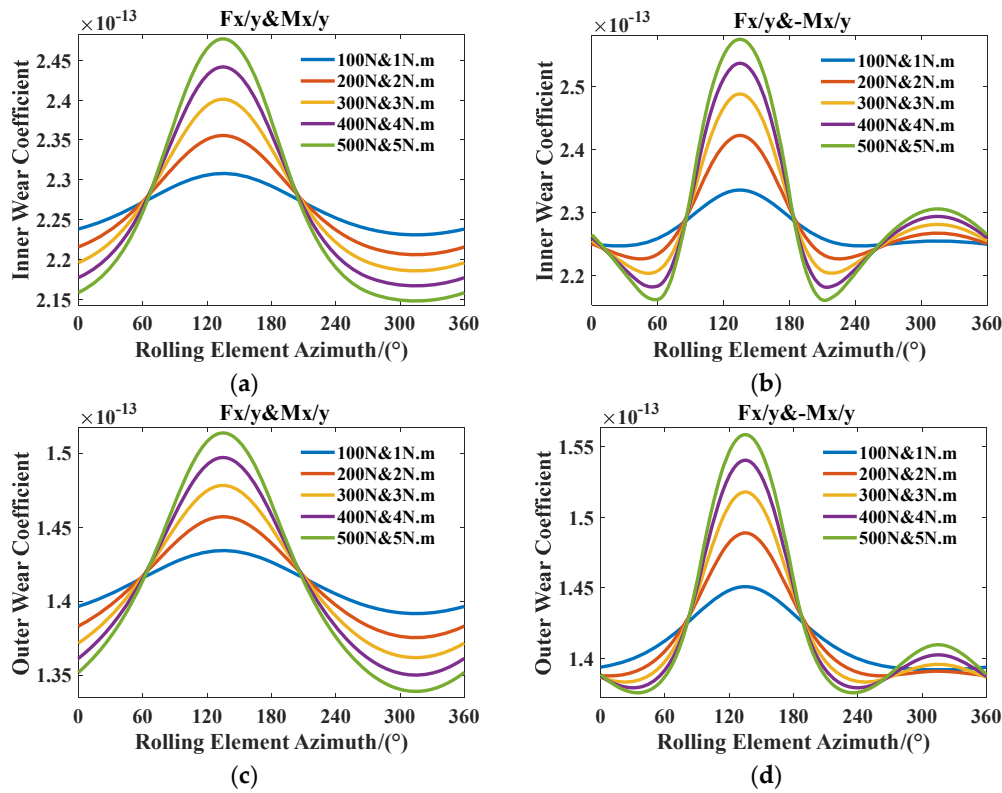 ×10⁻¹³
Fx/y&Mx/y
2.45
2.4
2.35
2.3
2.25
2.2
2.15
Inner Wear Coefficient
100N&1N.m
200N&2N.m
300N&3N.m
400N&4N.m
500N&5N.m
0 60 120 180 240 300 360
Rolling Element Azimuth/(°)
(a)
×10⁻¹³
Fx/y&-Mx/y
2.5
2.4
2.3
2.2
Inner Wear Coefficient
100N&1N.m
200N&2N.m
300N&3N.m
400N&4N.m
500N&5N.m
0 60 120 180 240 300 360
Rolling Element Azimuth/(°)
(b)
×10⁻¹³
Fx/y&Mx/y
1.5
1.45
1.4
1.35
Outer Wear Coefficient
100N&1N.m
200N&2N.m
300N&3N.m
400N&4N.m
500N&5N.m
0 60 120 180 240 300 360
Rolling Element Azimuth/(°)
(c)
×10⁻¹³
Fx/y&-Mx/y
1.55
1.5
1.45
1.4
Outer Wear Coefficient
100N&1N.m
200N&2N.m
300N&3N.m
400N&4N.m
500N&5N.m
0 60 120 180 240 300 360
Rolling Element Azimuth/(°)
(d)